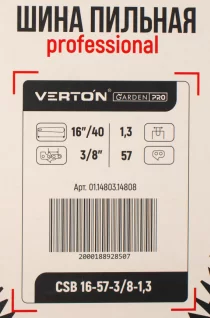 ШИНА ПИЛЬНАЯ
professional
VERTON GARDEN PRO
16"/40 1,3
3/8" 57
Арт. 01.14803.14808
2000188928507
CSB 16-57-3/8-1,3